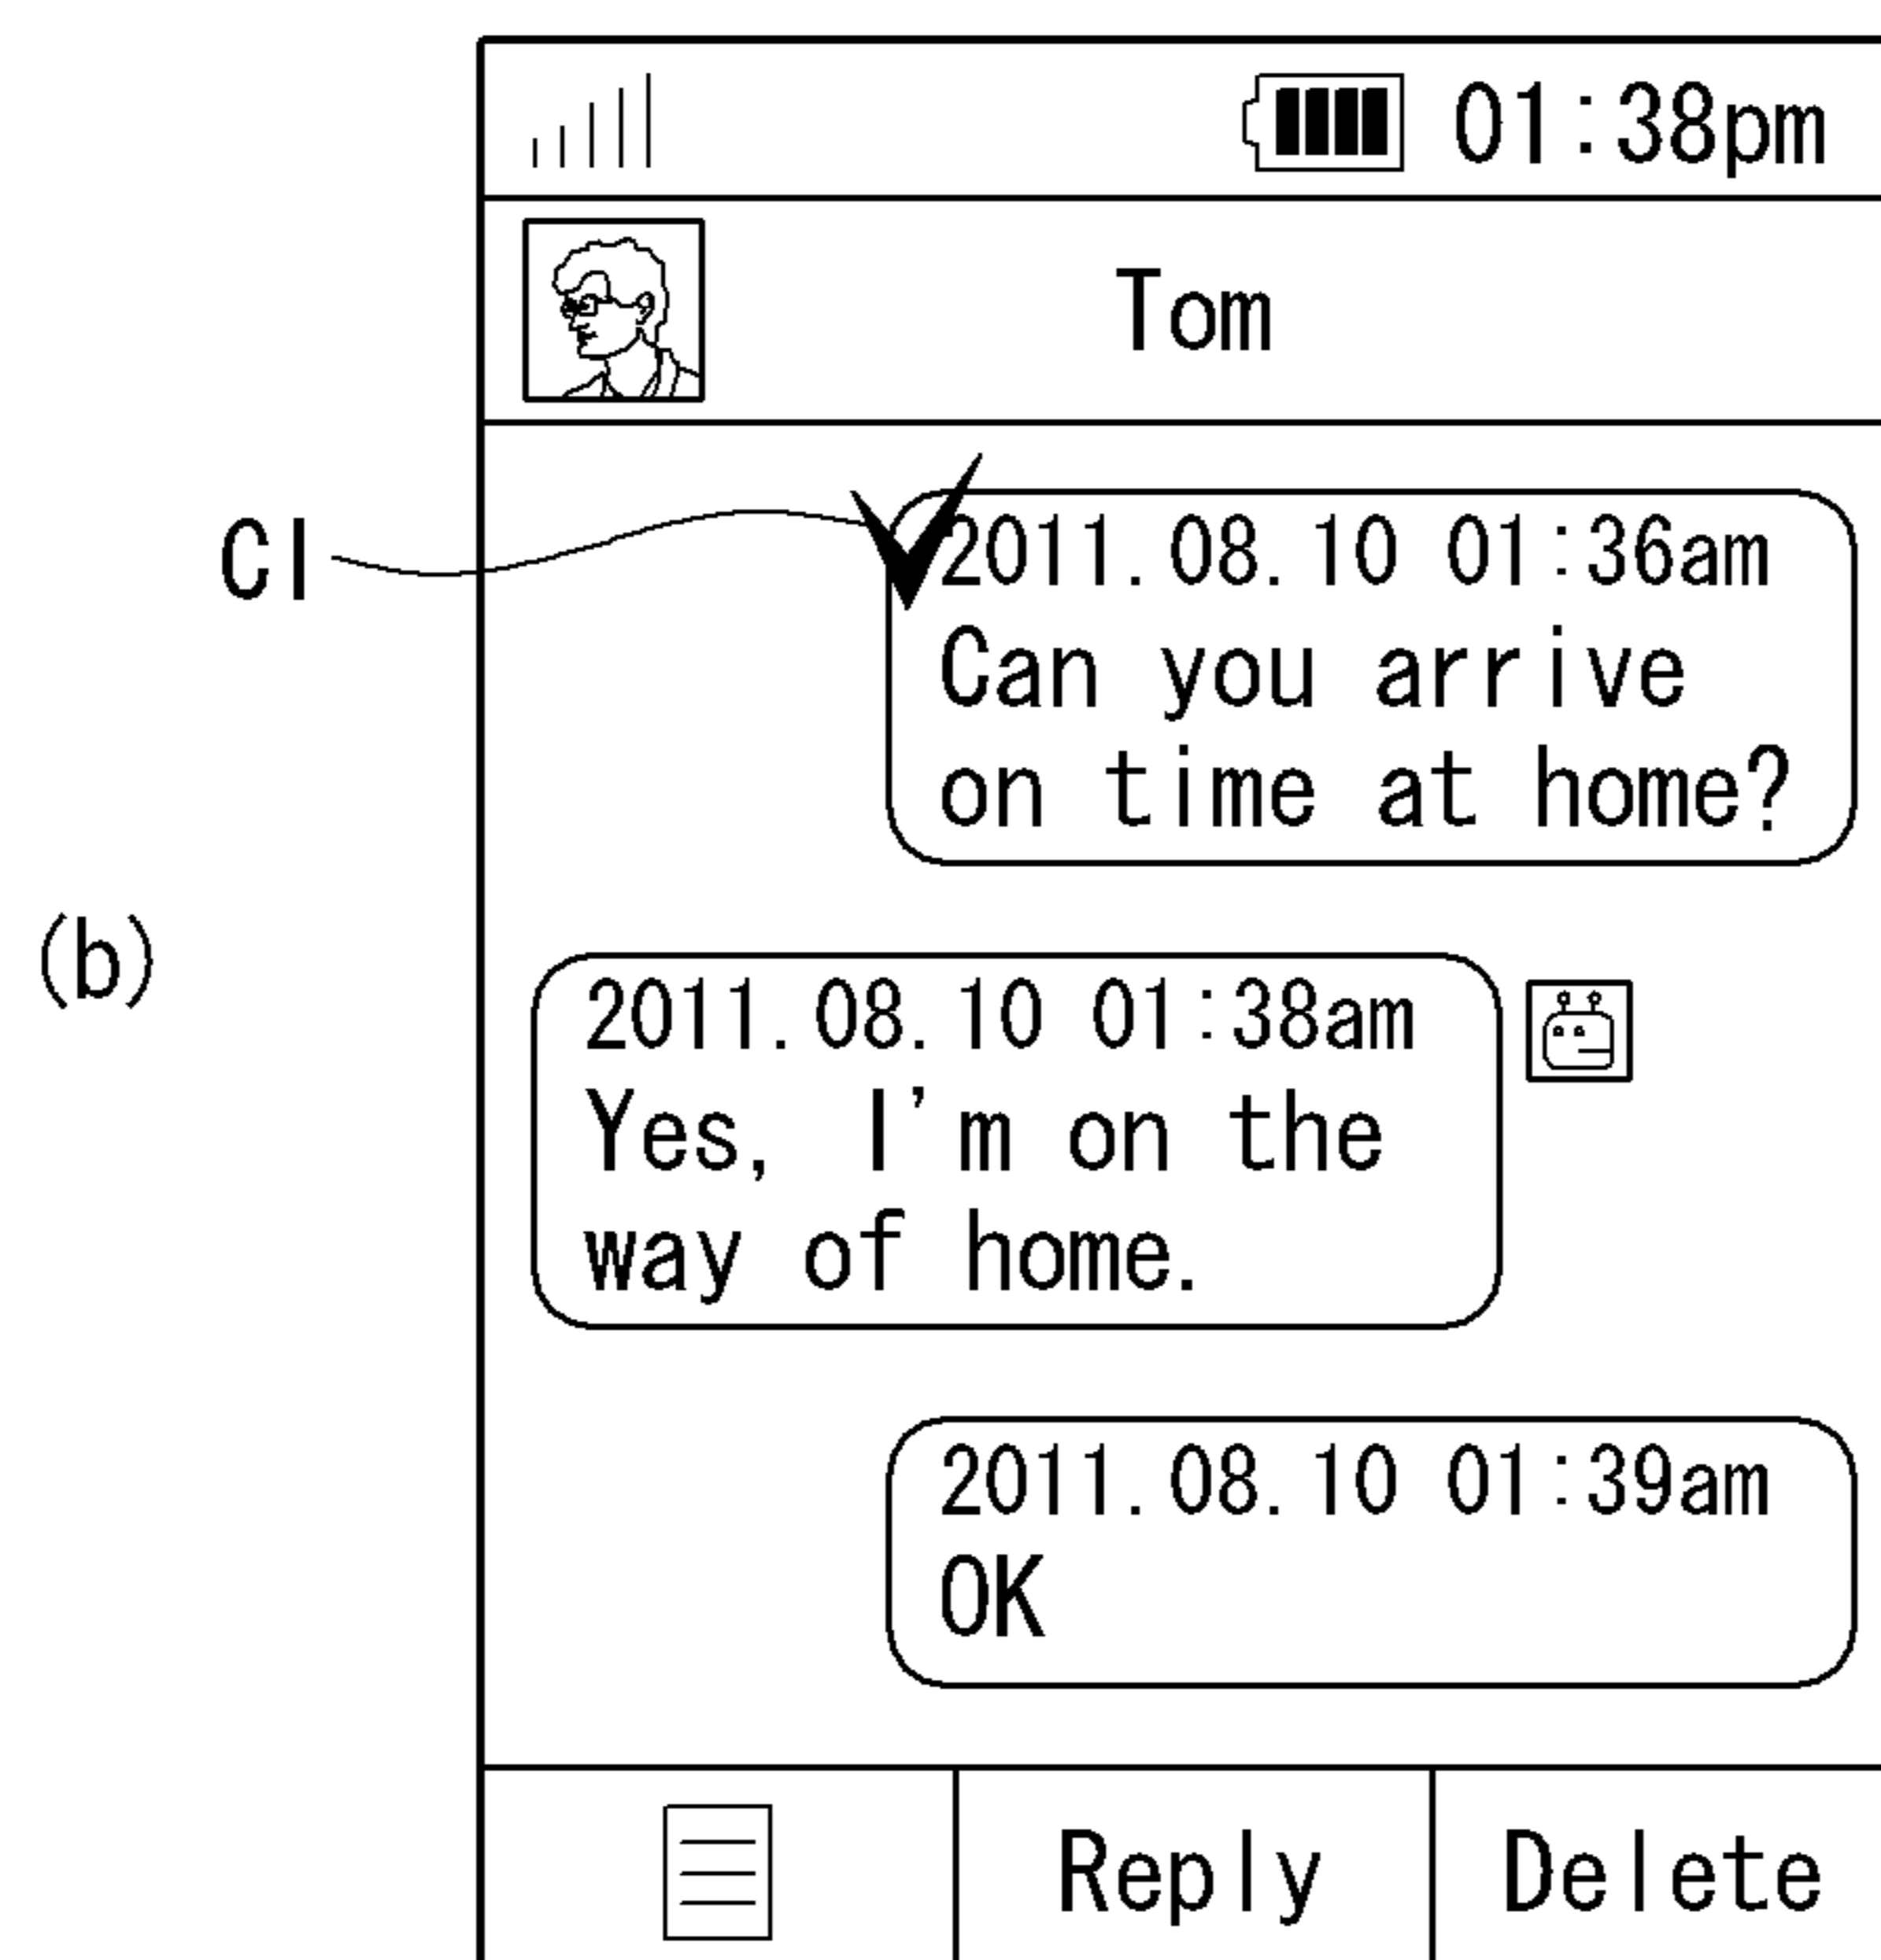 01:38pm
Tom
CI
2011.08.10 01:36am
Can you arrive
on time at home?
(b)
2011.08.10 01:38am
Yes, I'm on the
way of home.
2011.08.10 01:39am
OK
Reply
Delete